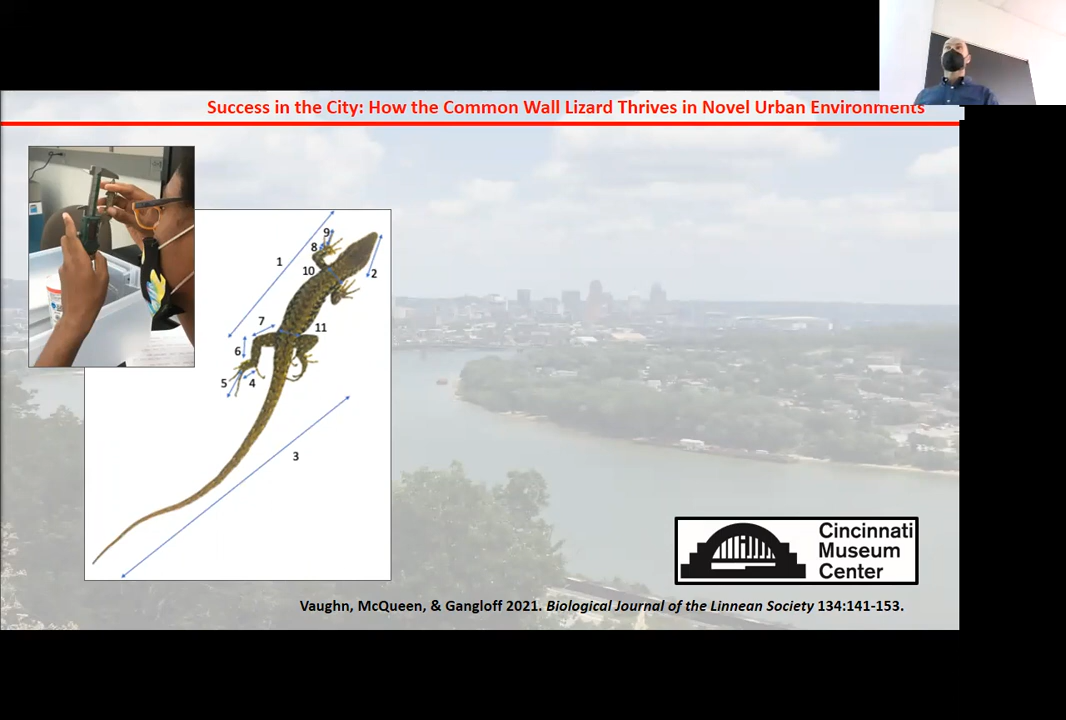 Success in the City: How the Common Wall Lizard Thrives in Novel Urban Environments
9
8
1
10
2
7
11
6
5
4
3
Cincinnati
Museum
Center
Vaughn, McQueen, & Gangloff 2021. Biological Journal of the Linnean Society 134:141-153.